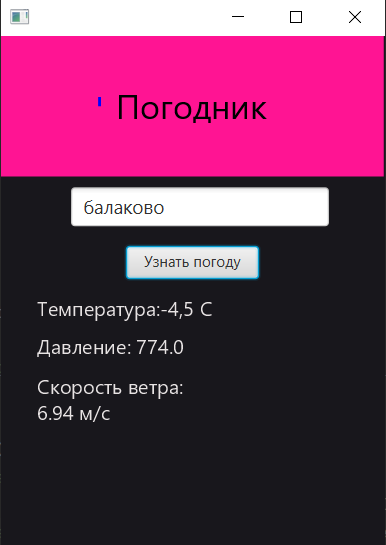 Погодник
балаково
Узнать погоду
Температура:-4,5 С
Давление: 774.0
Скорость ветра:
6.94 м/с